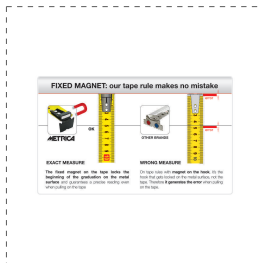 FIXED MAGNET: our tape rule makes no mistake
OK
METRICA
OTHER BRANDS
EXACT MEASURE
The fixed magnet on the tape locks the
beginning of the graduation on the metal
surface and guarantees a precise reading even
when pulling on the tape.
WRONG MEASURE
On tape rules with magnet on the hook, it's the
hook that gets locked on the metal surface, not the
tape. Therefore it generates the error when pulling
on the tape.